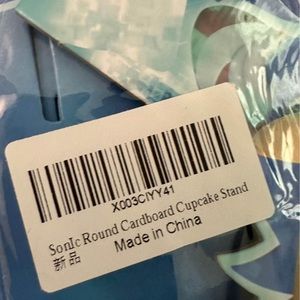 X003CIYY41
SonIc Round Cardboard Cupcake Stand
新品
Made in China